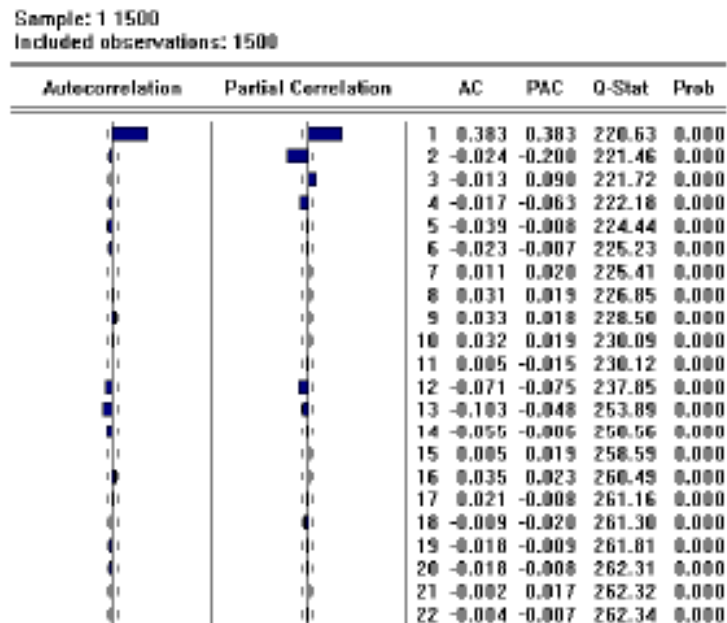 Sample: 1 1500
Included observations: 1500
Autocorrelation Partial Correlation AC PAC Q-Stat Prob
1 0.383 0.383 220.63 0.000
2 -0.024 -0.200 221.46 0.000
3 -0.013 0.090 221.72 0.000
4 -0.017 -0.063 222.18 0.000
5 -0.039 -0.008 224.44 0.000
6 -0.023 -0.007 225.23 0.000
7 0.011 0.020 225.41 0.000
8 0.031 0.019 226.85 0.000
9 0.033 0.018 228.50 0.000
10 0.032 0.019 230.09 0.000
11 0.005 -0.015 230.12 0.000
12 -0.071 -0.075 237.85 0.000
13 -0.103 -0.048 253.89 0.000
14 -0.055 -0.006 258.56 0.000
15 0.005 0.019 258.59 0.000
16 0.035 0.023 260.49 0.000
17 0.021 -0.008 261.16 0.000
18 -0.009 -0.020 261.30 0.000
19 -0.018 -0.009 261.81 0.000
20 -0.018 -0.008 262.31 0.000
21 -0.002 0.017 262.32 0.000
22 -0.004 -0.007 262.34 0.000